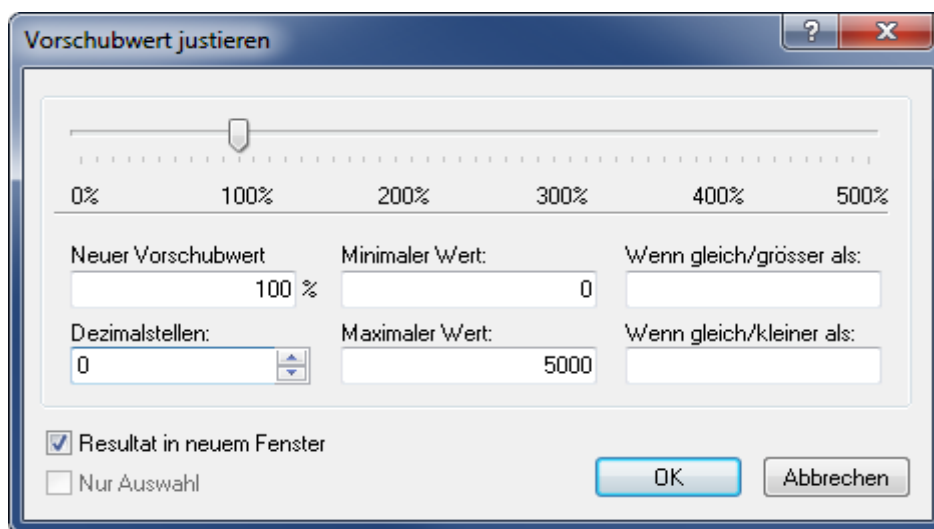 Vorschubwert justieren
?
0% 100% 200% 300% 400% 500%
Neuer Vorschubwert Minimaler Wert: Wenn gleich/grösser als:
100 % 0
Dezimalstellen: Maximaler Wert: Wenn gleich/kleiner als:
0 5000
Resultat in neuem Fenster
Nur Auswahl OK Abbrechen